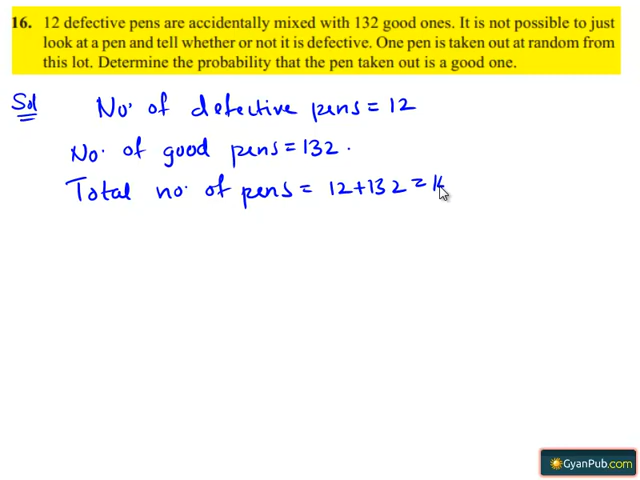 16. 12 defective pens are accidentally mixed with 132 good ones. It is not possible to just
look at a pen and tell whether or not it is defective. One pen is taken out at random from
this lot. Determine the probability that the pen taken out is a good one.
Sol No. of defective pens = 12
No. of good pens = 132.
Total no. of pens = 12+132 = 1
GyanPub.com